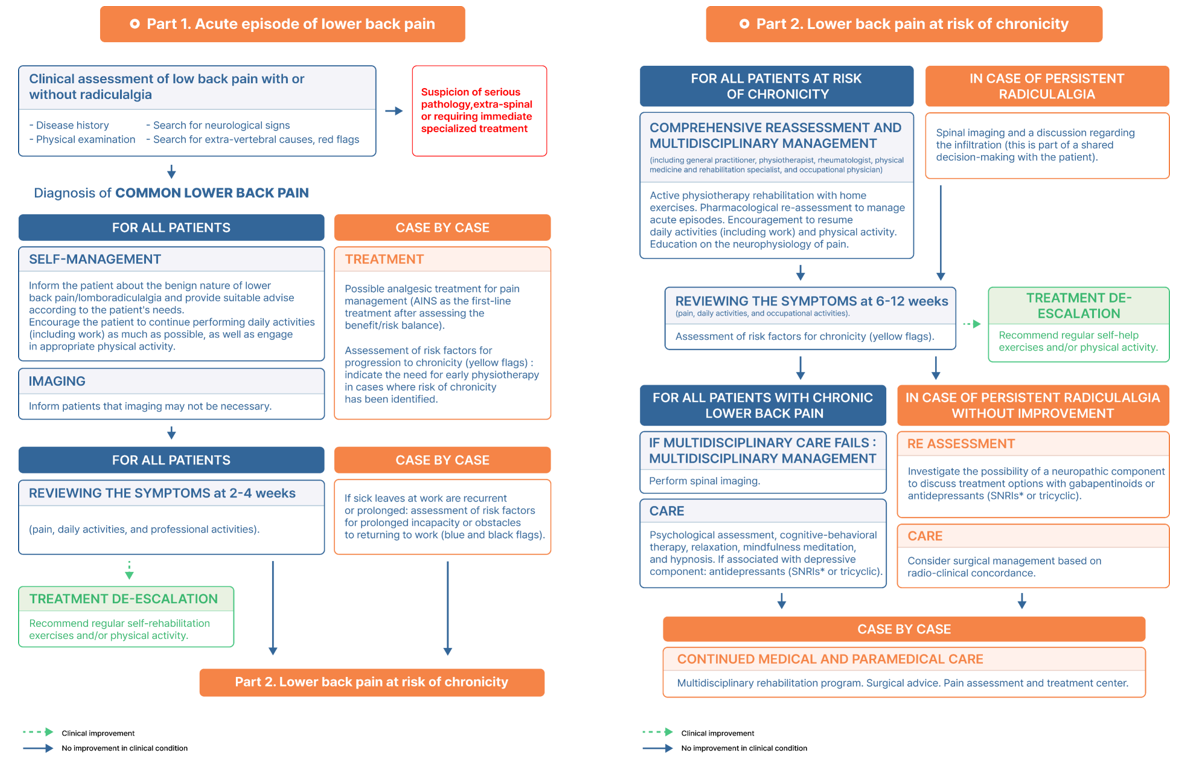 Part 1. Acute episode of lower back pain
Clinical assessment of low back pain with or
without radiculalgia
- Disease history
- Physical examination
- Search for neurological signs
- Search for extra-vertebral causes, red flags
Suspicion of serious
pathology,extra-spinal
or requiring immediate
specialized treatment
Diagnosis of COMMON LOWER BACK PAIN
FOR ALL PATIENTS
SELF-MANAGEMENT
Inform the patient about the benign nature of lower
back pain/lomboradiculalgia and provide suitable advise
according to the patient's needs.
Encourage the patient to continue performing daily activities
(including work) as much as possible, as well as engage
in appropriate physical activity.
IMAGING
Inform patients that imaging may not be necessary.
CASE BY CASE
TREATMENT
Possible analgesic treatment for pain
management (AINS as the first-line
treatment after assessing the
benefit/risk balance).
Assessement of risk factors for
progression to chronicity (yellow flags) :
indicate the need for early physiotherapy
in cases where risk of chronicity
has been identified.
FOR ALL PATIENTS
REVIEWING THE SYMPTOMS at 2-4 weeks
(pain, daily activities, and professional activities).
CASE BY CASE
If sick leaves at work are recurrent
or prolonged: assessment of risk factors
for prolonged incapacity or obstacles
to returning to work (blue and black flags).
TREATMENT DE-ESCALATION
Recommend regular self-rehabilitation
exercises and/or physical activity.
Part 2. Lower back pain at risk of chronicity
Clinical improvement
No improvement in clinical condition
Part 2. Lower back pain at risk of chronicity
FOR ALL PATIENTS AT RISK
OF CHRONICITY
COMPREHENSIVE REASSESSMENT AND
MULTIDISCIPLINARY MANAGEMENT
(including general practitioner, physiotherapist, rheumatologist, physical
medicine and rehabilitation specialist, and occupational physician)
Active physiotherapy rehabilitation with home
exercises. Pharmacological re-assessment to manage
acute episodes. Encouragement to resume
daily activities (including work) and physical activity.
Education on the neurophysiology of pain.
IN CASE OF PERSISTENT
RADICULALGIA
Spinal imaging and a discussion regarding
the infiltration (this is part of a shared
decision-making with the patient).
REVIEWING THE SYMPTOMS at 6-12 weeks
(pain, daily activities, and occupational activities).
Assessment of risk factors for chronicity (yellow flags).
TREATMENT DE-
ESCALATION
Recommend regular self-help
exercises and/or physical activity.
FOR ALL PATIENTS WITH CHRONIC
LOWER BACK PAIN
IF MULTIDISCIPLINARY CARE FAILS :
MULTIDISCIPLINARY MANAGEMENT
Perform spinal imaging.
CARE
Psychological assessment, cognitive-behavioral
therapy, relaxation, mindfulness meditation,
and hypnosis. If associated with depressive
component: antidepressants (SNRIs* or tricyclic).
IN CASE OF PERSISTENT RADICULALGIA
WITHOUT IMPROVEMENT
RE ASSESSMENT
Investigate the possibility of a neuropathic component
to discuss treatment options with gabapentinoids or
antidepressants (SNRIs* or tricyclic).
CARE
Consider surgical management based on
radio-clinical concordance.
CASE BY CASE
CONTINUED MEDICAL AND PARAMEDICAL CARE
Multidisciplinary rehabilitation program. Surgical advice. Pain assessment and treatment center.
Clinical improvement
No improvement in clinical condition